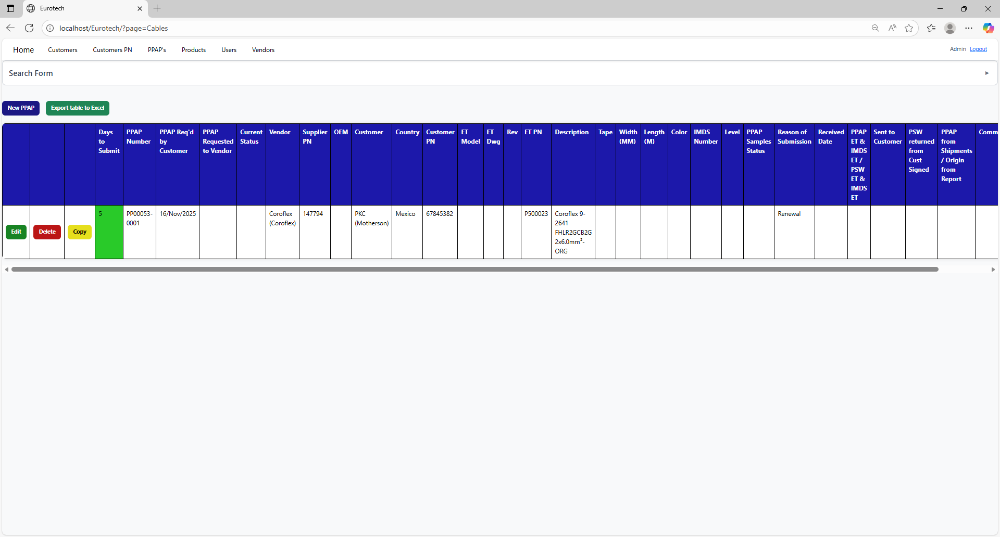 Eurotech
localhost/Eurotech/?page=Cables
Home Customers Customers PN PPAP's Products Users Vendors Admin Logout
Search Form
New PPAP Export table to Excel
Days to Submit
PPAP Number
PPAP Req'd by Customer
PPAP Requested to Vendor
Current Status
Vendor
Supplier PN
OEM
Customer
Country
Customer PN
ET Model
ET Dwg
Rev
ET PN
Description
Tape
Width (MM)
Length (M)
Color
IMDS Number
Level
PPAP Samples Status
Reason of Submission
Received Date
PPAP ET & IMDS ET / PSW ET & IMDS ET
Sent to Customer
PSW returned from Cust Signed
PPAP from Shipments / Origin from Report
Comm
Edit
Delete
Copy
5
PP00053-0001
16/Nov/2025
Coroflex (Coroflex)
147794
PKC (Motherson)
Mexico
67845382
P500023
Coroflex 9-2641 FHLR2GCB2G 2x6.0mm²-ORG
Renewal